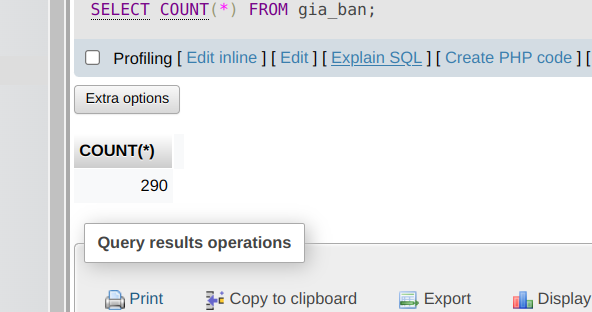 SELECT COUNT(*) FROM gia_ban;
Profiling [ Edit inline ] [ Edit ] [ Explain SQL ] [ Create PHP code ] [
Extra options
COUNT(*)
290
Query results operations
Print Copy to clipboard Export Display